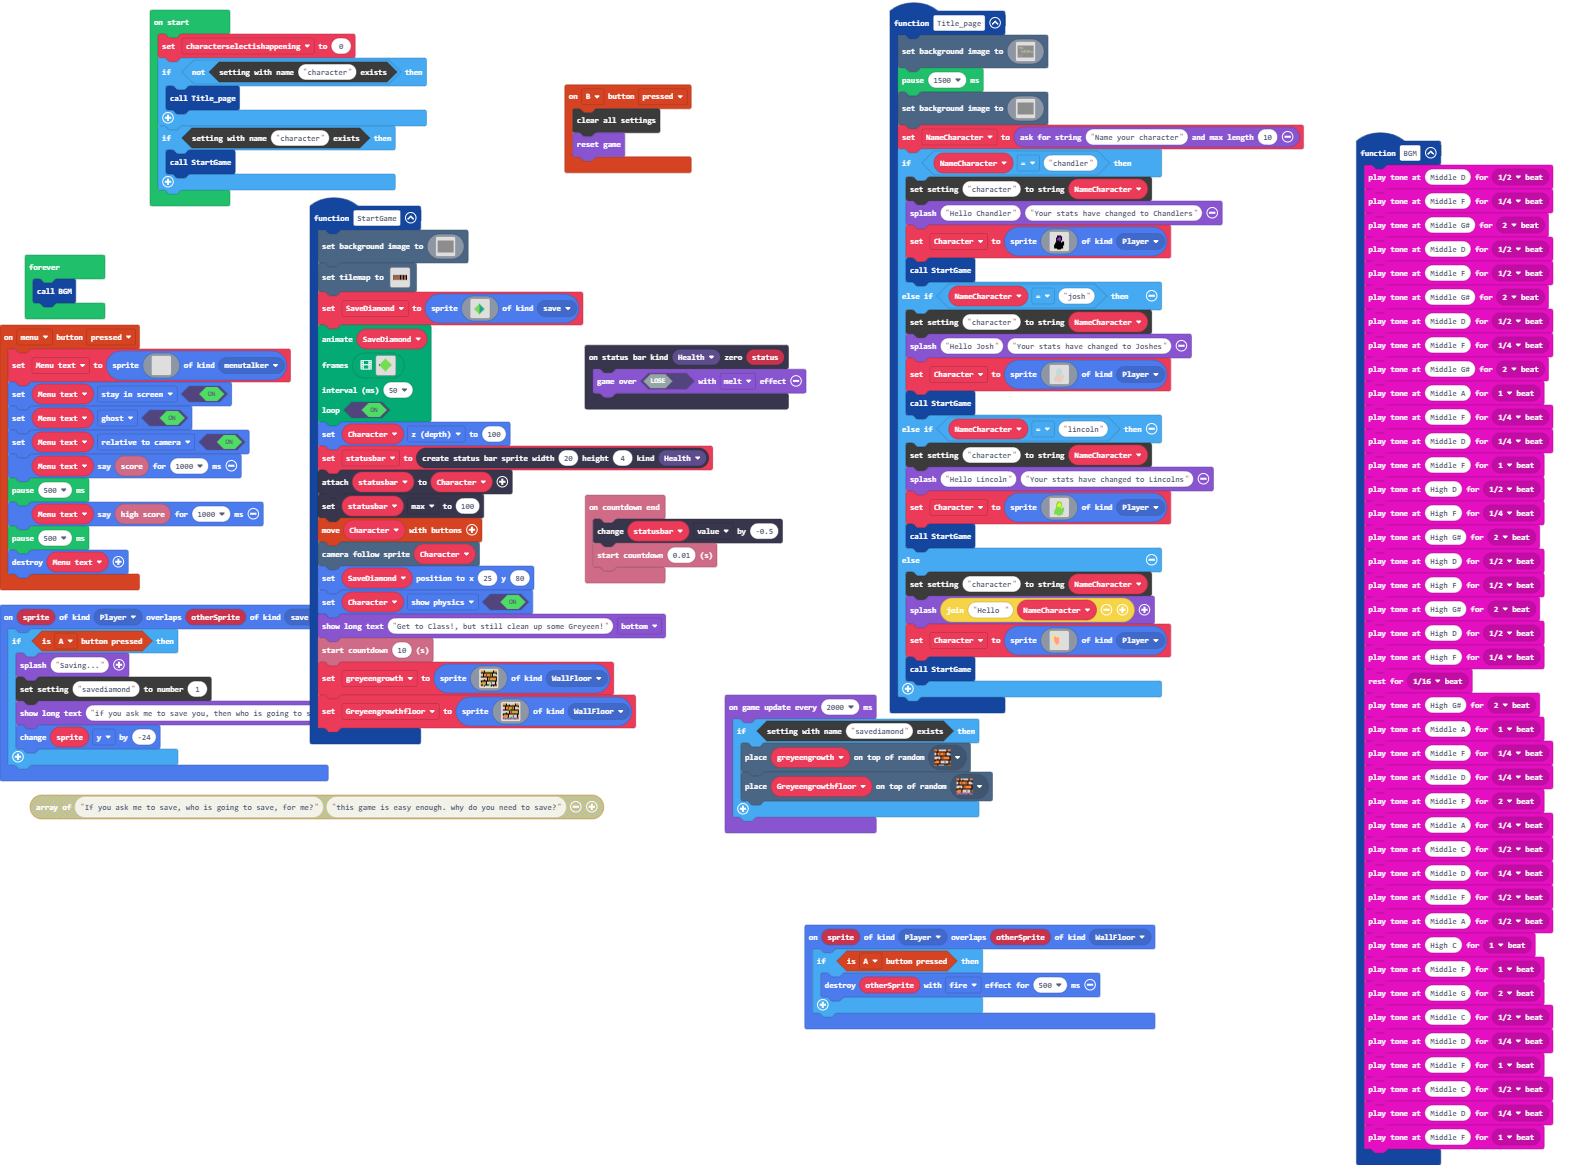 on start
set characterselectishappening to 0
if not setting with name "character" exists then
call Title_page
if setting with name "character" exists then
call StartGame
forever
call BGM
on menu button pressed
set Menu text to sprite of kind menutalker
set Menu text stay in screen ON
set Menu text ghost ON
set Menu text relative to camera ON
Menu text say score for 1000 ms
pause 500 ms
Menu text say high score for 1000 ms
pause 500 ms
destroy Menu text
on sprite of kind Player overlaps otherSprite of kind save
if is A button pressed then
splash "Saving..."
set setting "savediamond" to number 1
show long text "if you ask me to save you, then who is going to s
change sprite y by -24
array of "If you ask me to save, who is going to save, for me?" "this game is easy enough. why do you need to save?"
function StartGame
set background image to
set tilemap to
set SaveDiamond to sprite of kind save
animate SaveDiamond
frames
interval (ms) 50
loop ON
set Character z (depth) to 100
set statusbar to create status bar sprite width 20 height 4 kind Health
attach statusbar to Character
set statusbar max to 100
move Character with buttons
camera follow sprite Character
set SaveDiamond position to x 25 y 80
set Character show physics ON
show long text "Get to Class!, but still clean up some Greyeen!" bottom
start countdown 10 (s)
set greyeengrowth to sprite of kind WallFloor
set Greyeengrowthfloor to sprite of kind WallFloor
on B button pressed
clear all settings
reset game
on status bar kind Health zero status
game over LOSE with melt effect
on countdown end
change statusbar value by -0.5
start countdown 0.01 (s)
on game update every 2000 ms
if setting with name "savediamond" exists then
place greyeengrowth on top of random
place Greyeengrowthfloor on top of random
on sprite of kind Player overlaps otherSprite of kind WallFloor
if is A button pressed then
destroy otherSprite with fire effect for 500 ms
function Title_page
set background image to
pause 1500 ms
set background image to
set NameCharacter to ask for string "Name your character" and max length 10
if NameCharacter = "chandler" then
set setting "character" to string NameCharacter
splash "Hello Chandler" "Your stats have changed to Chandlers"
set Character to sprite of kind Player
call StartGame
else if NameCharacter = "josh" then
set setting "character" to string NameCharacter
splash "Hello Josh" "Your stats have changed to Joshes"
set Character to sprite of kind Player
call StartGame
else if NameCharacter = "lincoln" then
set setting "character" to string NameCharacter
splash "Hello Lincoln" "Your stats have changed to Lincolns"
set Character to sprite of kind Player
call StartGame
else
set setting "character" to string NameCharacter
splash join "Hello " NameCharacter
set Character to sprite of kind Player
call StartGame
function BGM
play tone at Middle D for 1/2 beat
play tone at Middle F for 1/4 beat
play tone at Middle G# for 2 beat
play tone at Middle D for 1/2 beat
play tone at Middle F for 1/2 beat
play tone at Middle G# for 2 beat
play tone at Middle D for 1/2 beat
play tone at Middle F for 1/4 beat
play tone at Middle G# for 2 beat
play tone at Middle A for 1 beat
play tone at Middle F for 1/4 beat
play tone at Middle D for 1/4 beat
play tone at Middle F for 1 beat
play tone at High D for 1/2 beat
play tone at High F for 1/4 beat
play tone at High G# for 2 beat
play tone at High D for 1/2 beat
play tone at High F for 1/2 beat
play tone at High G# for 2 beat
play tone at High D for 1/2 beat
play tone at High F for 1/4 beat
rest for 1/16 beat
play tone at High G# for 2 beat
play tone at Middle A for 1 beat
play tone at Middle F for 1/4 beat
play tone at Middle D for 1/4 beat
play tone at Middle F for 2 beat
play tone at Middle A for 1/4 beat
play tone at Middle C for 1/2 beat
play tone at Middle D for 1/4 beat
play tone at Middle F for 1/2 beat
play tone at Middle A for 1/2 beat
play tone at High C for 1 beat
play tone at Middle F for 1 beat
play tone at Middle G for 2 beat
play tone at Middle C for 1/2 beat
play tone at Middle D for 1/4 beat
play tone at Middle F for 1 beat
play tone at Middle C for 1/2 beat
play tone at Middle D for 1/4 beat
play tone at Middle F for 1 beat